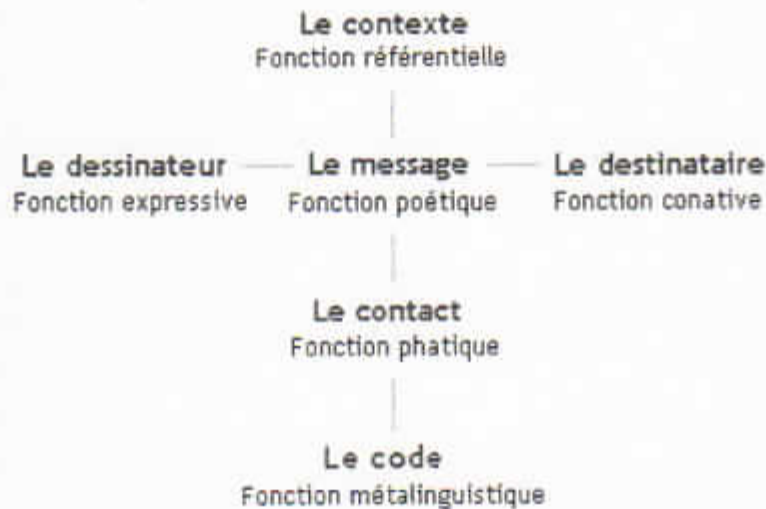 Le contexte
Fonction référentielle
Le dessinateur Le message Le destinataire
Fonction expressive Fonction poétique Fonction conative
Le contact
Fonction phatique
Le code
Fonction métalinguistique